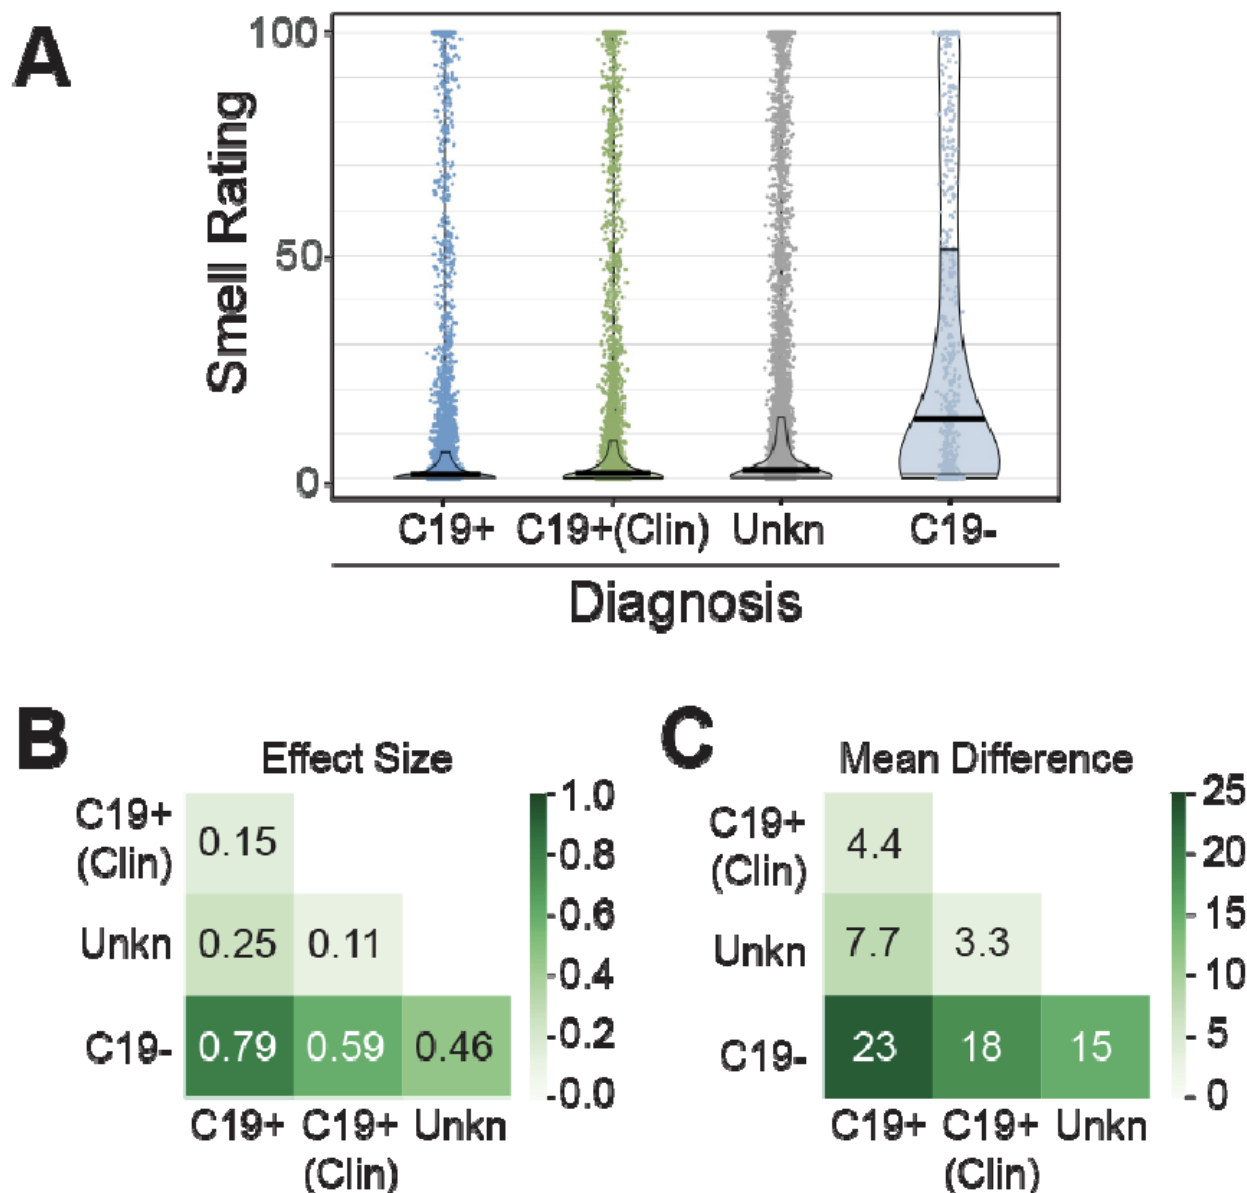 A
Smell Rating
100
50
0
C19+ C19+(Clin) Unkn C19-
Diagnosis
B
Effect Size
C19+
(Clin)
0.15
Unkn
0.25 0.11
C19-
0.79 0.59 0.46
C19+ C19+ Unkn
(Clin)
1.0
0.8
0.6
0.4
0.2
0.0
C
Mean Difference
C19+
(Clin)
4.4
Unkn
7.7 3.3
C19-
23 18 15
C19+ C19+ Unkn
(Clin)
25
20
15
10
5
0